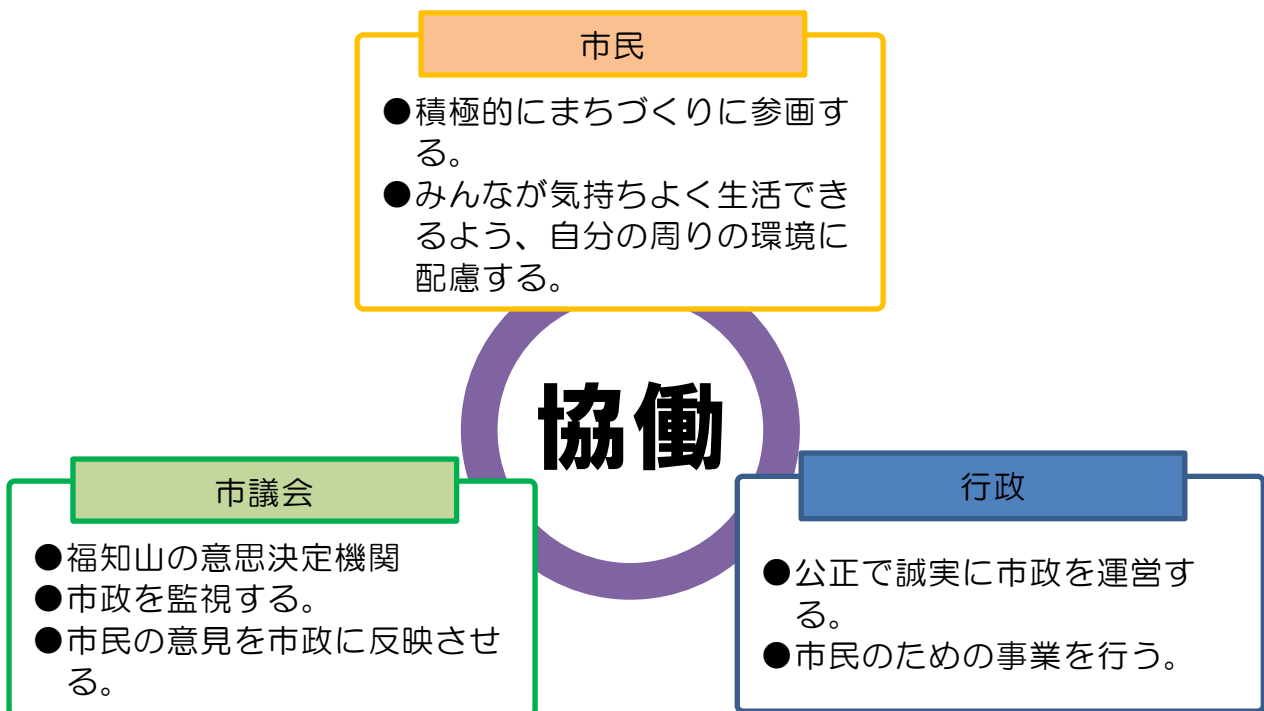 市民
●積極的にまちづくりに参画す
る。
●みんなが気持ちよく生活でき
るよう、自分の周りの環境に
配慮する。
協働
市議会
●福知山の意思決定機関
●市政を監視する。
●市民の意見を市政に反映させ
る。
行政
●公正で誠実に市政を運営す
る。
●市民のための事業を行う。